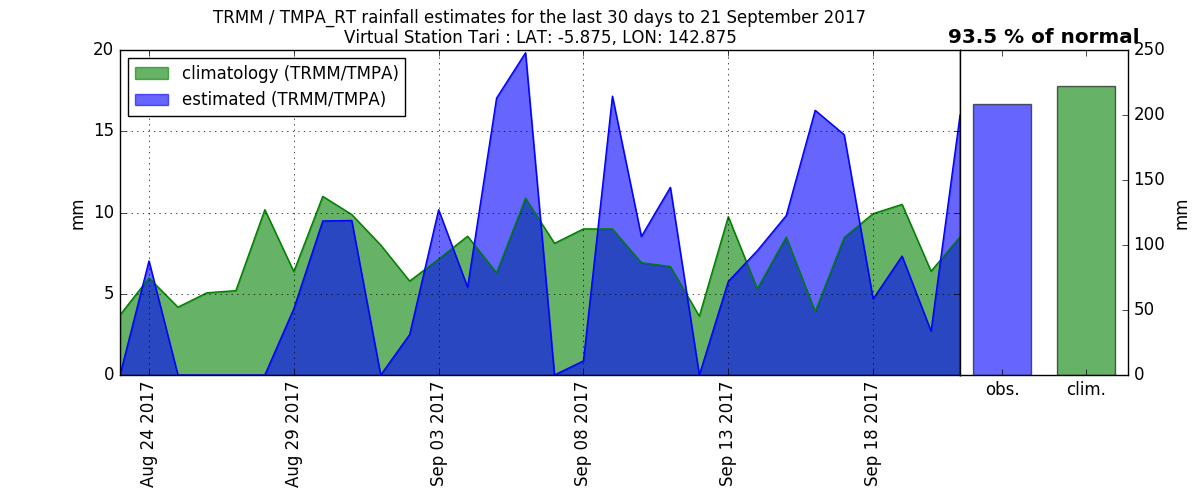 TRMM / TMPA_RT rainfall estimates for the last 30 days to 21 September 2017
Virtual Station Tari : LAT: -5.875, LON: 142.875
93.5 % of normal
climatology (TRMM/TMPA)
estimated (TRMM/TMPA)
mm
20
15
10
5
0
Aug 24 2017
Aug 29 2017
Sep 03 2017
Sep 08 2017
Sep 13 2017
Sep 18 2017
obs.
clim.
250
200
150
100
50
0
mm